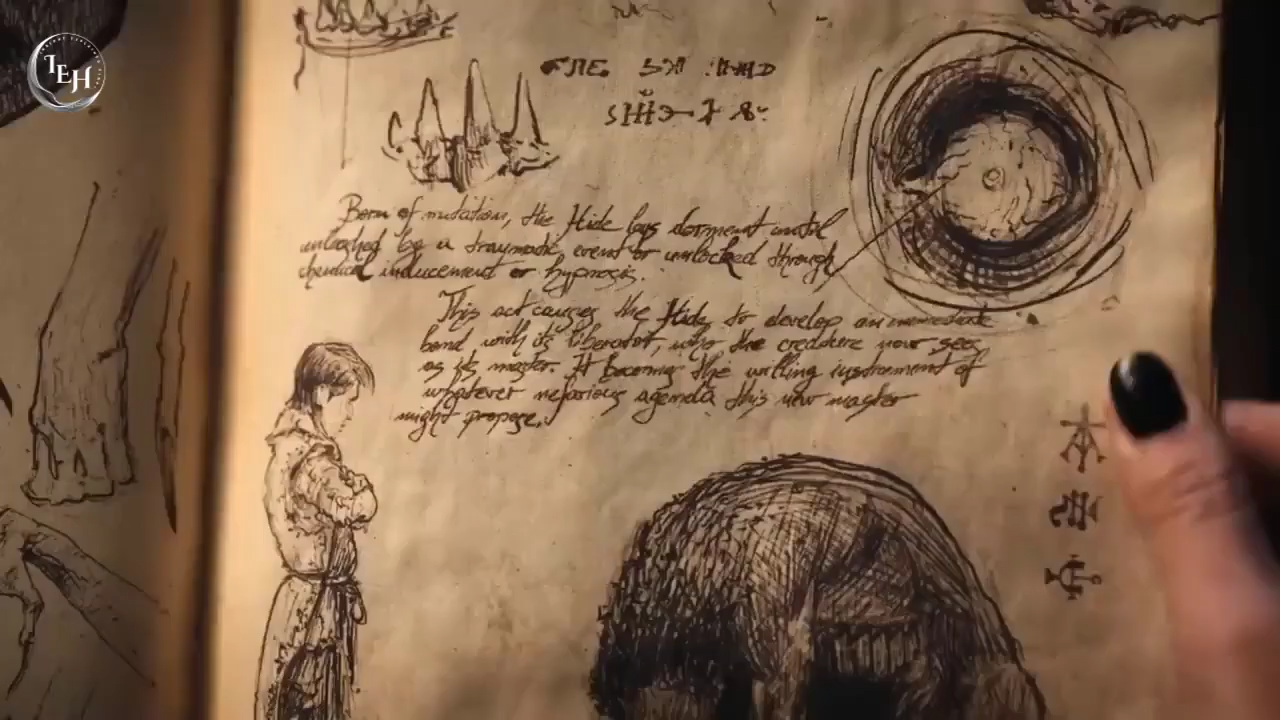 TEH
Born of mutation, the Hide lays dormant until
unleashed by a traumatic event or unlocked through
chemical inducement or hypnosis.
This act causes the Hide to develop an immediate
bond with its liberator, who the creature now sees
as its master. It becomes the willing instrument of
whatever nefarious agenda this new master
might propose.